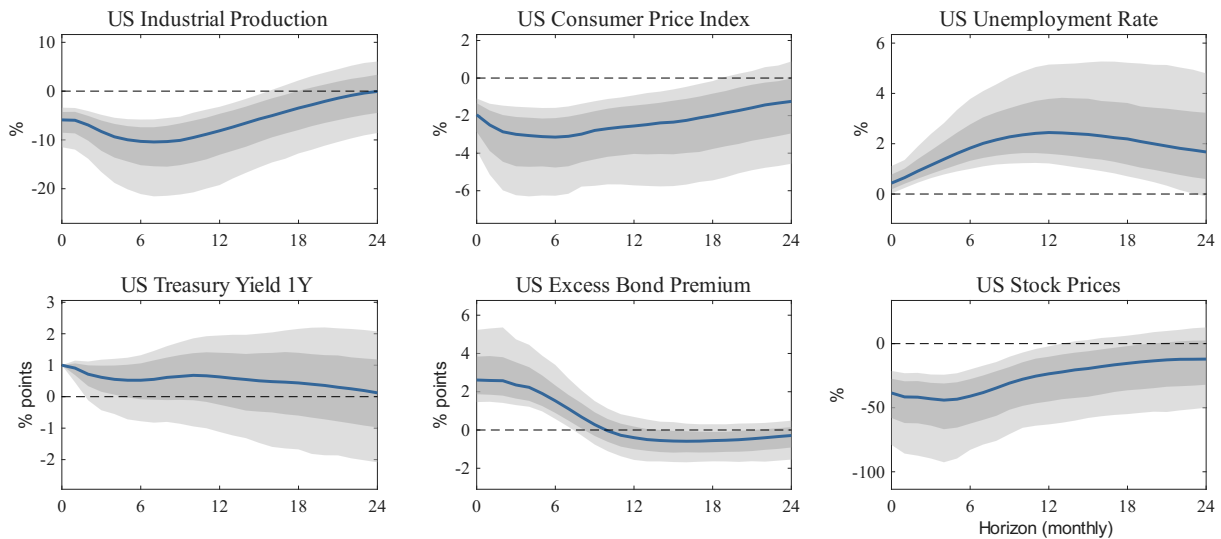 US Industrial Production
10
0
-10
-20
%
0 6 12 18 24
US Consumer Price Index
2
0
-2
-4
-6
%
0 6 12 18 24
US Unemployment Rate
6
4
2
0
%
0 6 12 18 24
US Treasury Yield 1Y
3
2
1
0
-1
-2
% points
0 6 12 18 24
US Excess Bond Premium
6
4
2
0
-2
% points
0 6 12 18 24
US Stock Prices
0
-50
-100
%
0 6 12 18 24
Horizon (monthly)